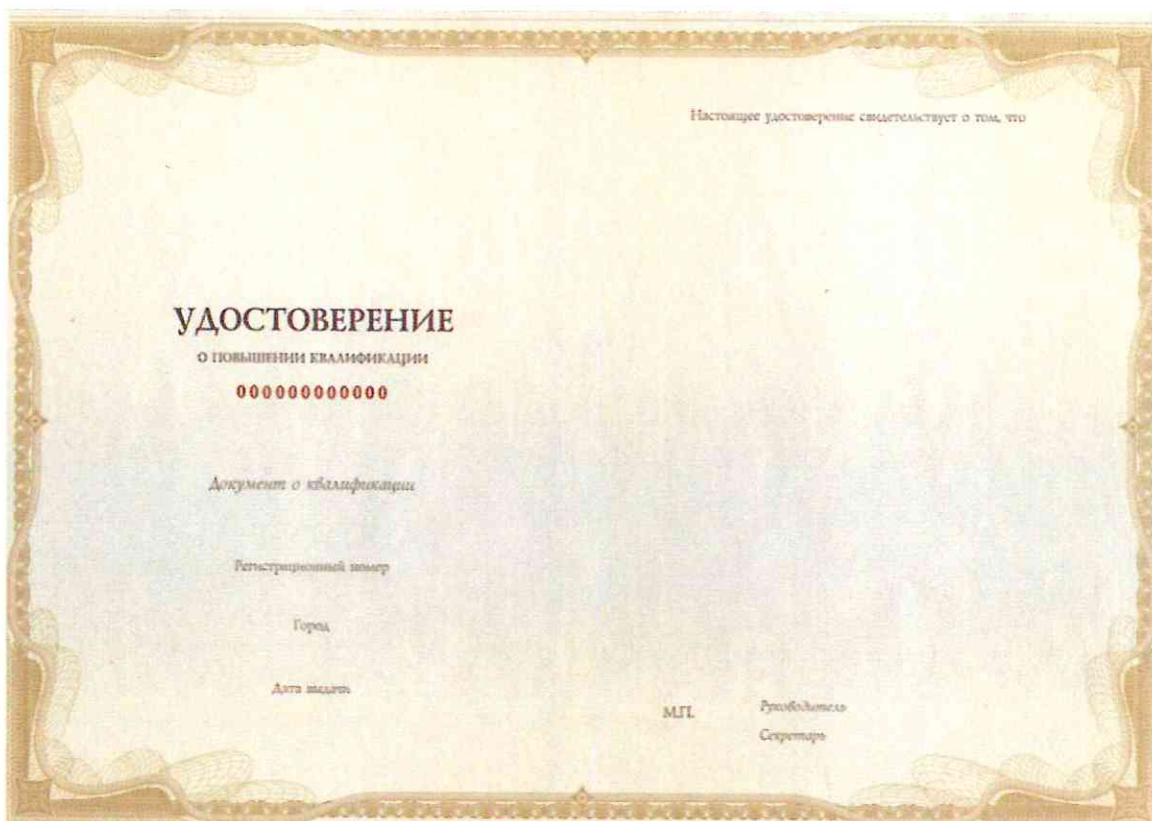 УДОСТОВЕРЕНИЕ
О ПОВЫШЕНИИ КВАЛИФИКАЦИИ
000000000000
Документ о квалификации
Регистрационный номер
Город
Дата выдачи
Настоящее удостоверение свидетельствует о том, что
М.П.
Руководитель
Секретарь